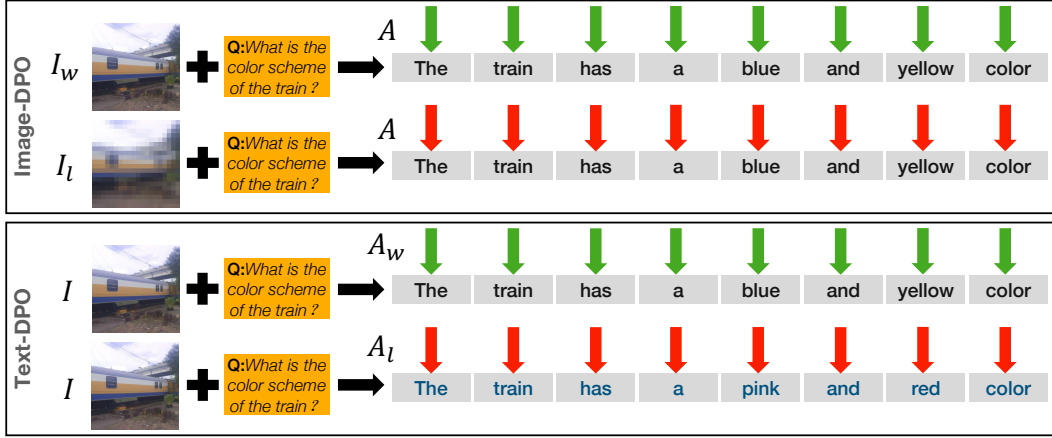 Image-DPO
I_w
Q:What is the
color scheme
of the train ?
A
The train has a blue and yellow color
I_l
Q:What is the
color scheme
of the train ?
A
The train has a blue and yellow color
Text-DPO
I
Q:What is the
color scheme
of the train ?
A_w
The train has a blue and yellow color
I
Q:What is the
color scheme
of the train ?
A_l
The train has a pink and red color